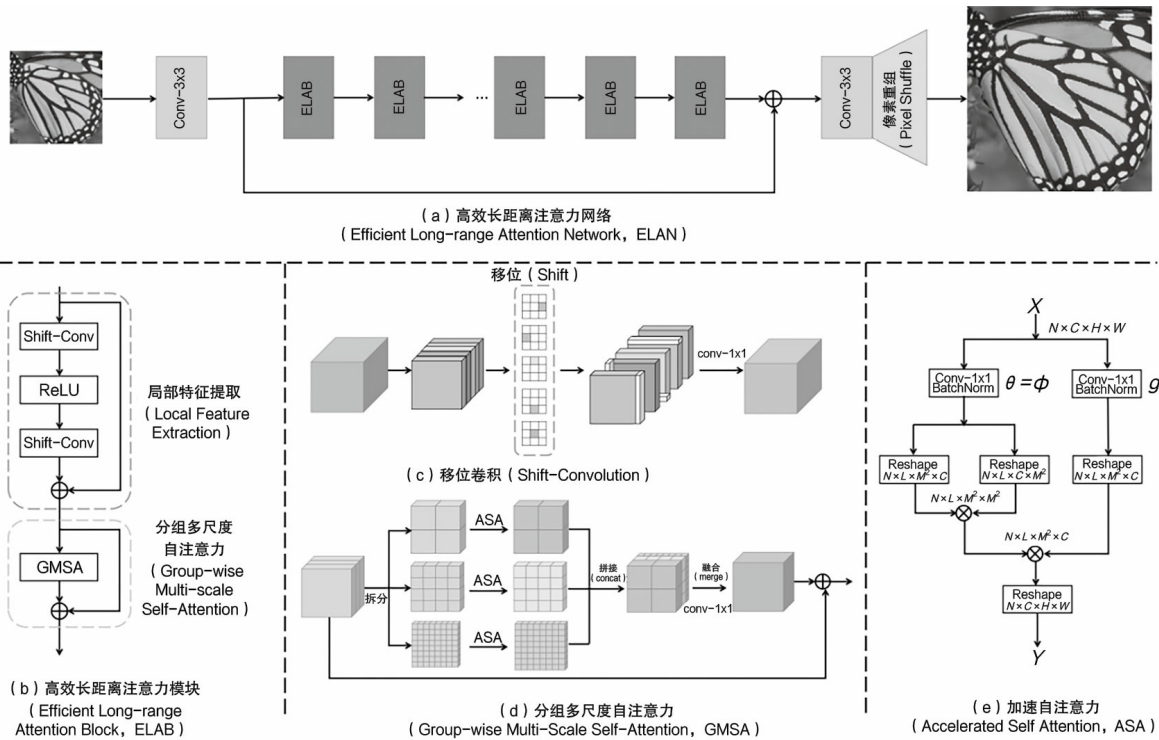 Conv-3x3
ELAB
ELAB
...
ELAB
ELAB
ELAB
Conv-3x3
像素重组
（Pixel Shuffle）
（a）高效长距离注意力网络
（Efficient Long-range Attention Network，ELAN）
Shift-Conv
ReLU
Shift-Conv
局部特征提取
（Local Feature
Extraction）
GMSA
分组多尺度
自注意力
（Group-wise
Multi-scale
Self-Attention）
（b）高效长距离注意力模块
（Efficient Long-range
Attention Block，ELAB）
移位（Shift）
conv-1x1
（c）移位卷积（Shift-Convolution）
拆分
ASA
ASA
ASA
拼接
（concat）
融合
（merge）
conv-1x1
（d）分组多尺度自注意力
（Group-wise Multi-Scale Self-Attention，GMSA）
X
N×C×H×W
Conv-1x1
BatchNorm
θ=ϕ
Conv-1x1
BatchNorm
g
Reshape
N×L×M²×C
Reshape
N×L×C×M²
Reshape
N×L×M²×C
N×L×M²×M²
N×L×M²×C
Reshape
N×C×H×W
Y
（e）加速自注意力
（Accelerated Self Attention，ASA）